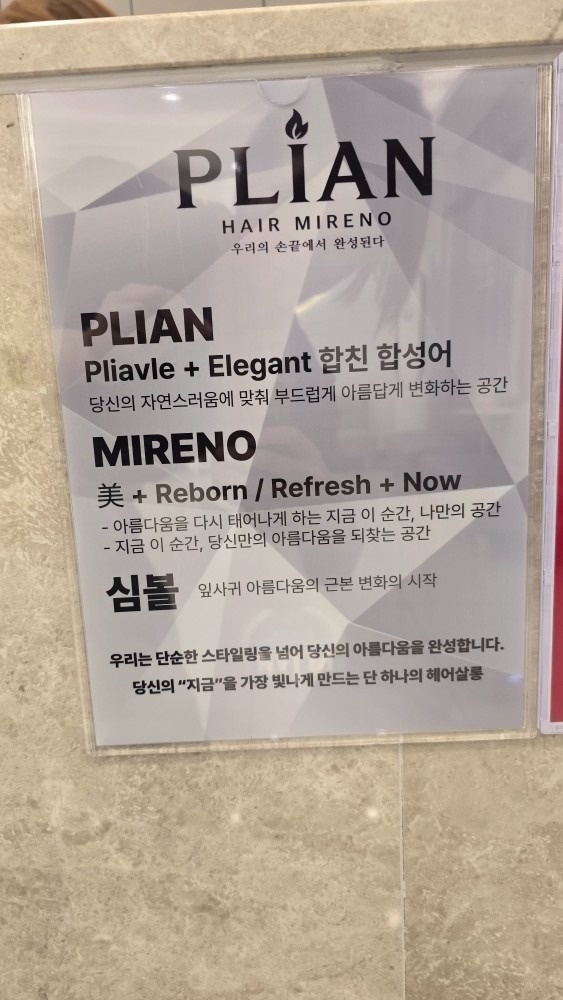 PLIAN
HAIR MIRENO
우리의 손끝에서 완성된다
PLIAN
Pliavle + Elegant 합친 합성어
당신의 자연스러움에 맞춰 부드럽게 아름답게 변화하는 공간
MIRENO
美 + Reborn / Refresh + Now
- 아름다움을 다시 태어나게 하는 지금 이 순간, 나만의 공간
- 지금 이 순간, 당신만의 아름다움을 되찾는 공간
심볼 잎사귀 아름다움의 근본 변화의 시작
우리는 단순한 스타일링을 넘어 당신의 아름다움을 완성합니다.
당신의 “지금”을 가장 빛나게 만드는 단 하나의 헤어살롱